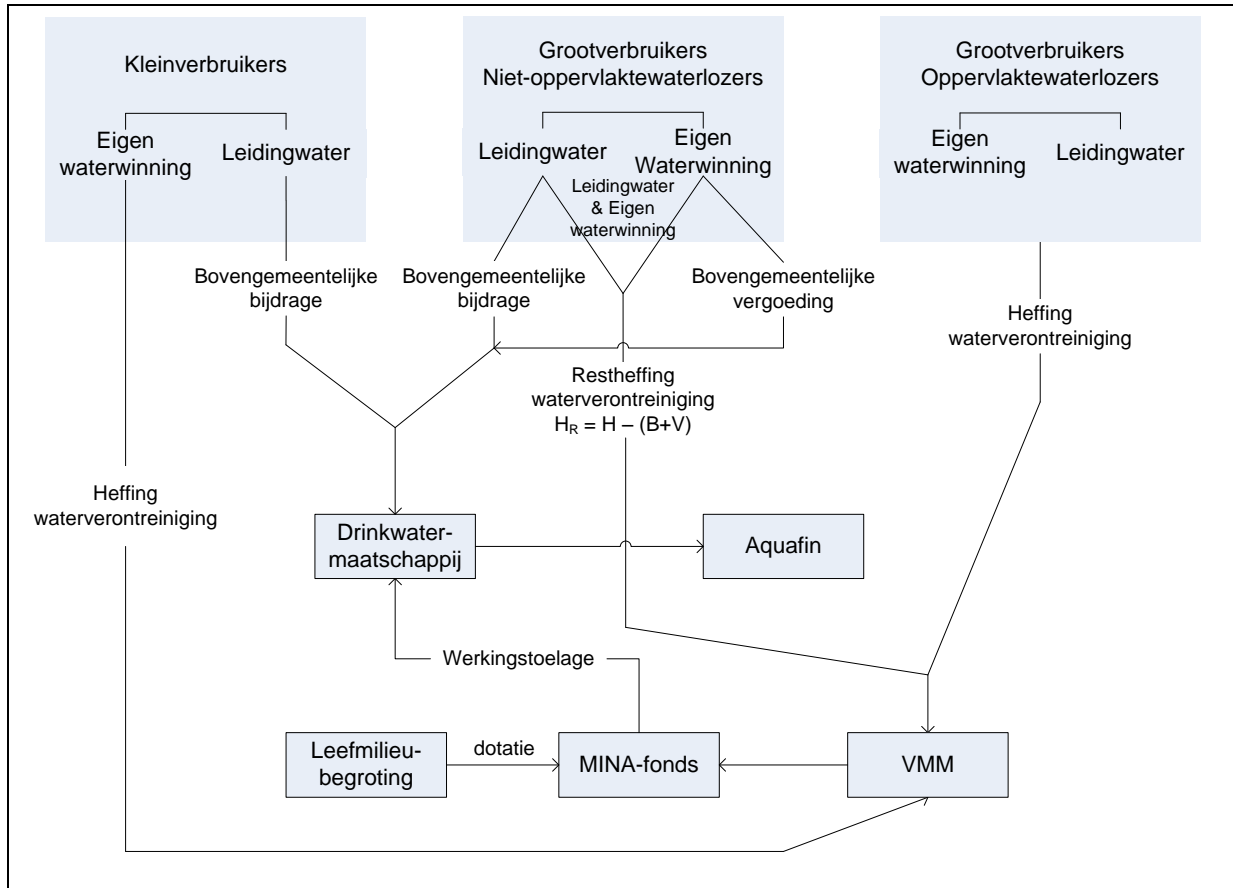 Kleinverbruikers
Eigen
waterwinning
Leidingwater
Grootverbruikers
Niet-oppervlaktewaterlozers
Leidingwater
Eigen
Waterwinning
Leidingwater
& Eigen
waterwinning
Grootverbruikers
Oppervlaktewaterlozers
Eigen
waterwinning
Leidingwater
Bovengemeentelijke
bijdrage
Bovengemeentelijke
bijdrage
Bovengemeentelijke
vergoeding
Heffing
waterverontreiniging
Restheffing
waterverontreiniging
H_R = H – (B+V)
Heffing
waterverontreiniging
Drinkwater-
maatschappij
Aquafin
Werkingstoelage
Leefmilieu-
begroting
dotatie
MINA-fonds
VMM